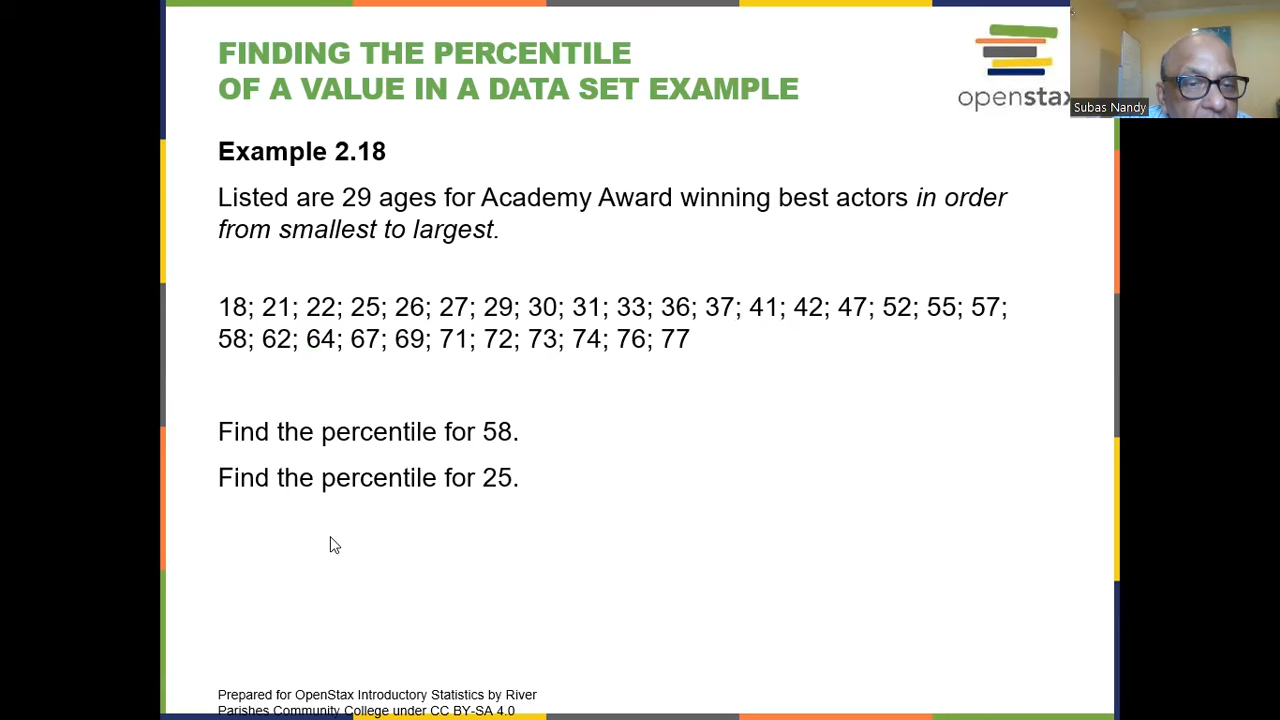 FINDING THE PERCENTILE
OF A VALUE IN A DATA SET EXAMPLE
openstax
Subas Nandy
Example 2.18
Listed are 29 ages for Academy Award winning best actors in order
from smallest to largest.
18; 21; 22; 25; 26; 27; 29; 30; 31; 33; 36; 37; 41; 42; 47; 52; 55; 57;
58; 62; 64; 67; 69; 71; 72; 73; 74; 76; 77
Find the percentile for 58.
Find the percentile for 25.
Prepared for OpenStax Introductory Statistics by River
Parishes Community College under CC BY-SA 4.0